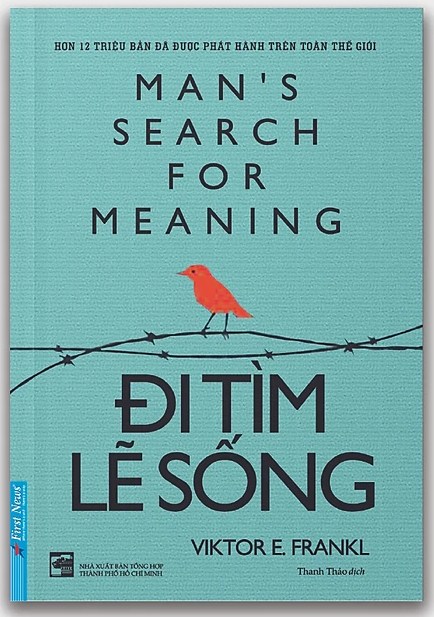 HƠN 12 TRIỆU BẢN ĐÃ ĐƯỢC PHÁT HÀNH TRÊN TOÀN THẾ GIỚI
MAN'S
SEARCH
FOR
MEANING
ĐI TÌM
LẼ SỐNG
VIKTOR E. FRANKL
Thanh Thảo dịch
First News
NHÀ XUẤT BẢN TỔNG HỢP
THÀNH PHỐ HỒ CHÍ MINH